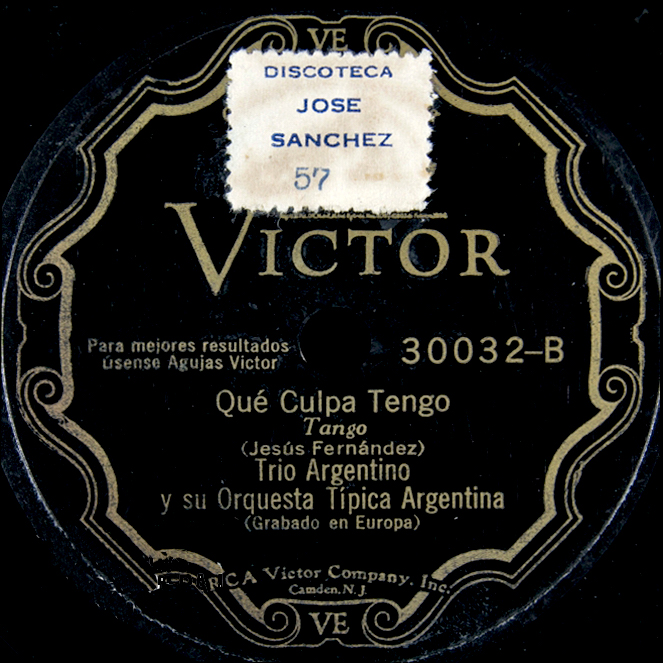 VE
DISCOTECA
JOSE
SANCHEZ
57
VICTOR
Para mejores resultados
úsense Agujas Victor
30032-B
Qué Culpa Tengo
Tango
(Jesús Fernández)
Trio Argentino
y su Orquesta Típica Argentina
(Grabado en Europa)
Victor Company, Inc.
Camden, N. J.
VE